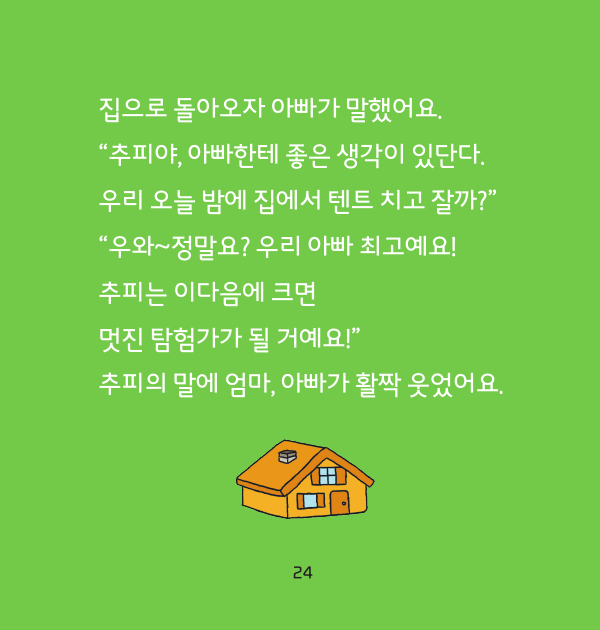 집으로 돌아오자 아빠가 말했어요.
“추피야, 아빠한테 좋은 생각이 있단다.
우리 오늘 밤에 집에서 텐트 치고 잘까?”
“우와~정말요? 우리 아빠 최고예요!
추피는 이다음에 크면
멋진 탐험가가 될 거예요!”
추피의 말에 엄마, 아빠가 활짝 웃었어요.
24